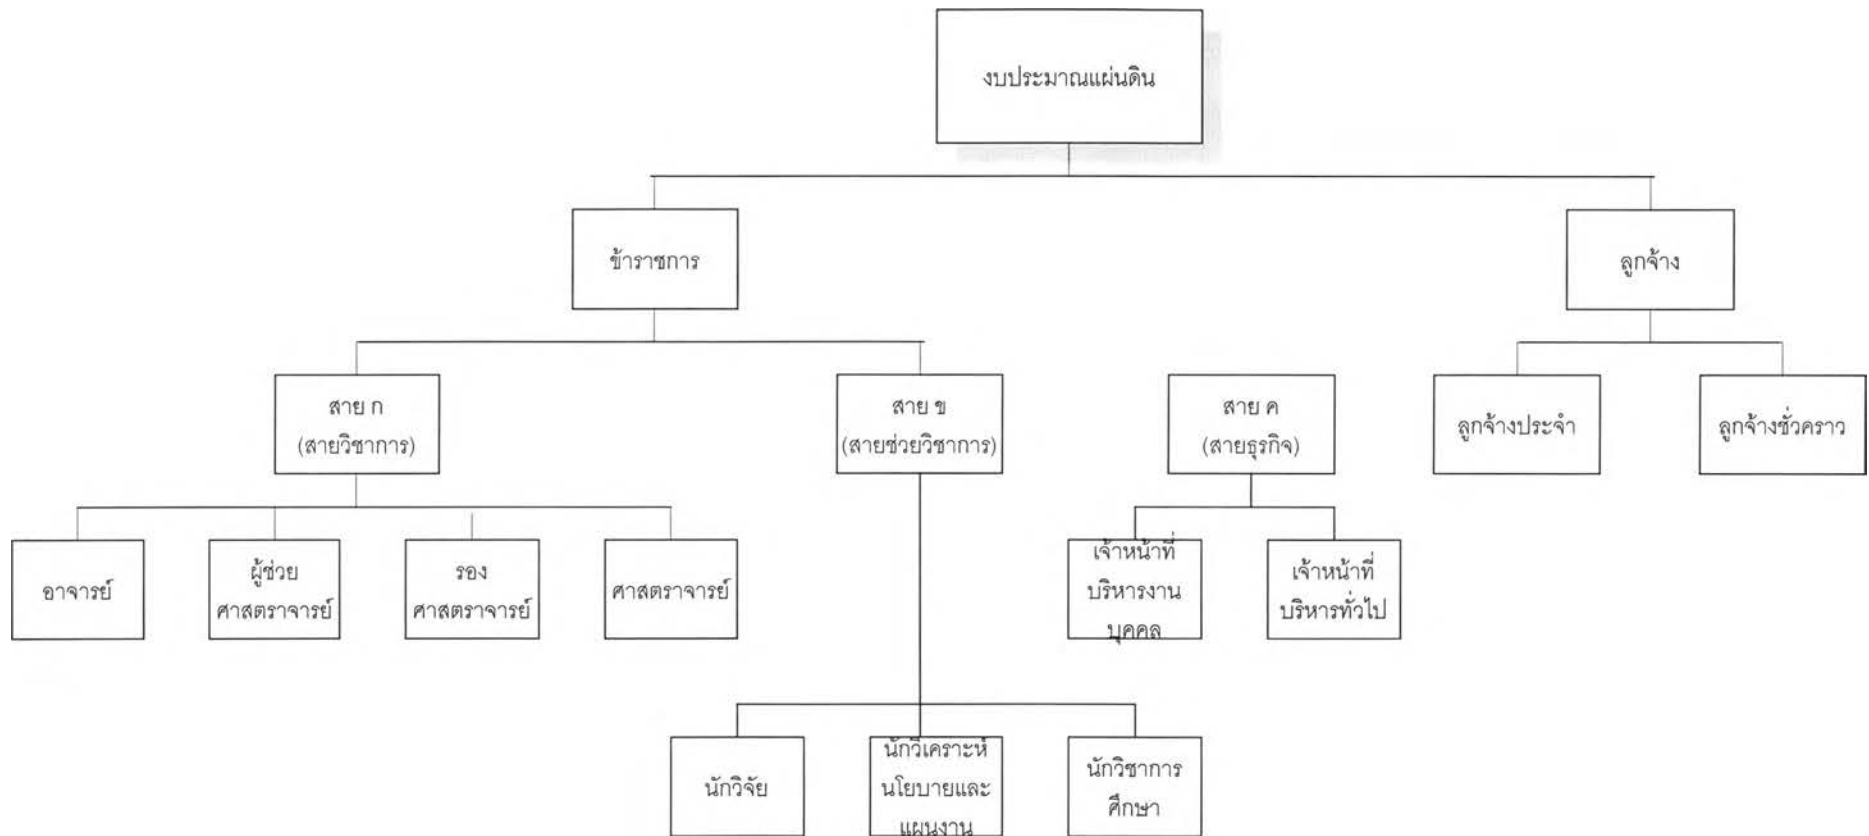 งบประมาณแผ่นดิน
ข้าราชการ
ลูกจ้าง
สาย ก
(สายวิชาการ)
สาย ข
(สายช่วยวิชาการ)
สาย ค
(สายธุรกิจ)
ลูกจ้างประจำ
ลูกจ้างชั่วคราว
อาจารย์
ผู้ช่วย
ศาสตราจารย์
รอง
ศาสตราจารย์
ศาสตราจารย์
เจ้าหน้าที่
บริหารงาน
บุคคล
เจ้าหน้าที่
บริหารทั่วไป
นักวิจัย
นักวิเคราะห์
นโยบายและ
แผนงาน
นักวิชาการ
ศึกษา